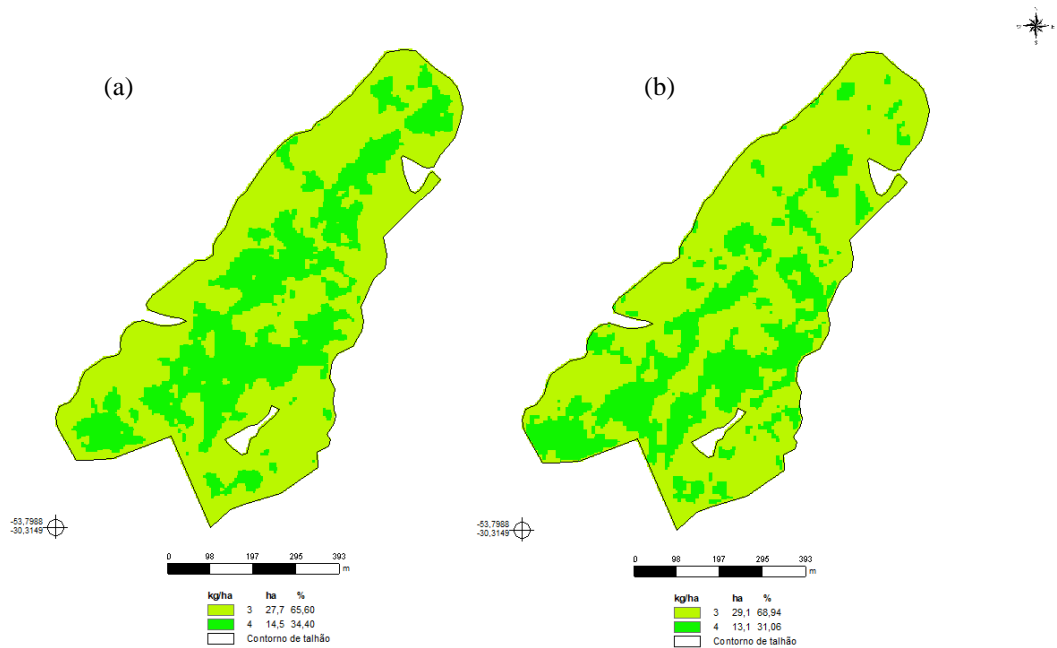 (a)
(b)
-53,7988
-30,3149
0 98 197 295 393
m
kg/ha ha %
3 27,7 65,60
4 14,5 34,40
Contorno de talhão
-53,7988
-30,3149
0 98 197 295 393
m
kg/ha ha %
3 29,1 68,94
4 13,1 31,06
Contorno de talhão